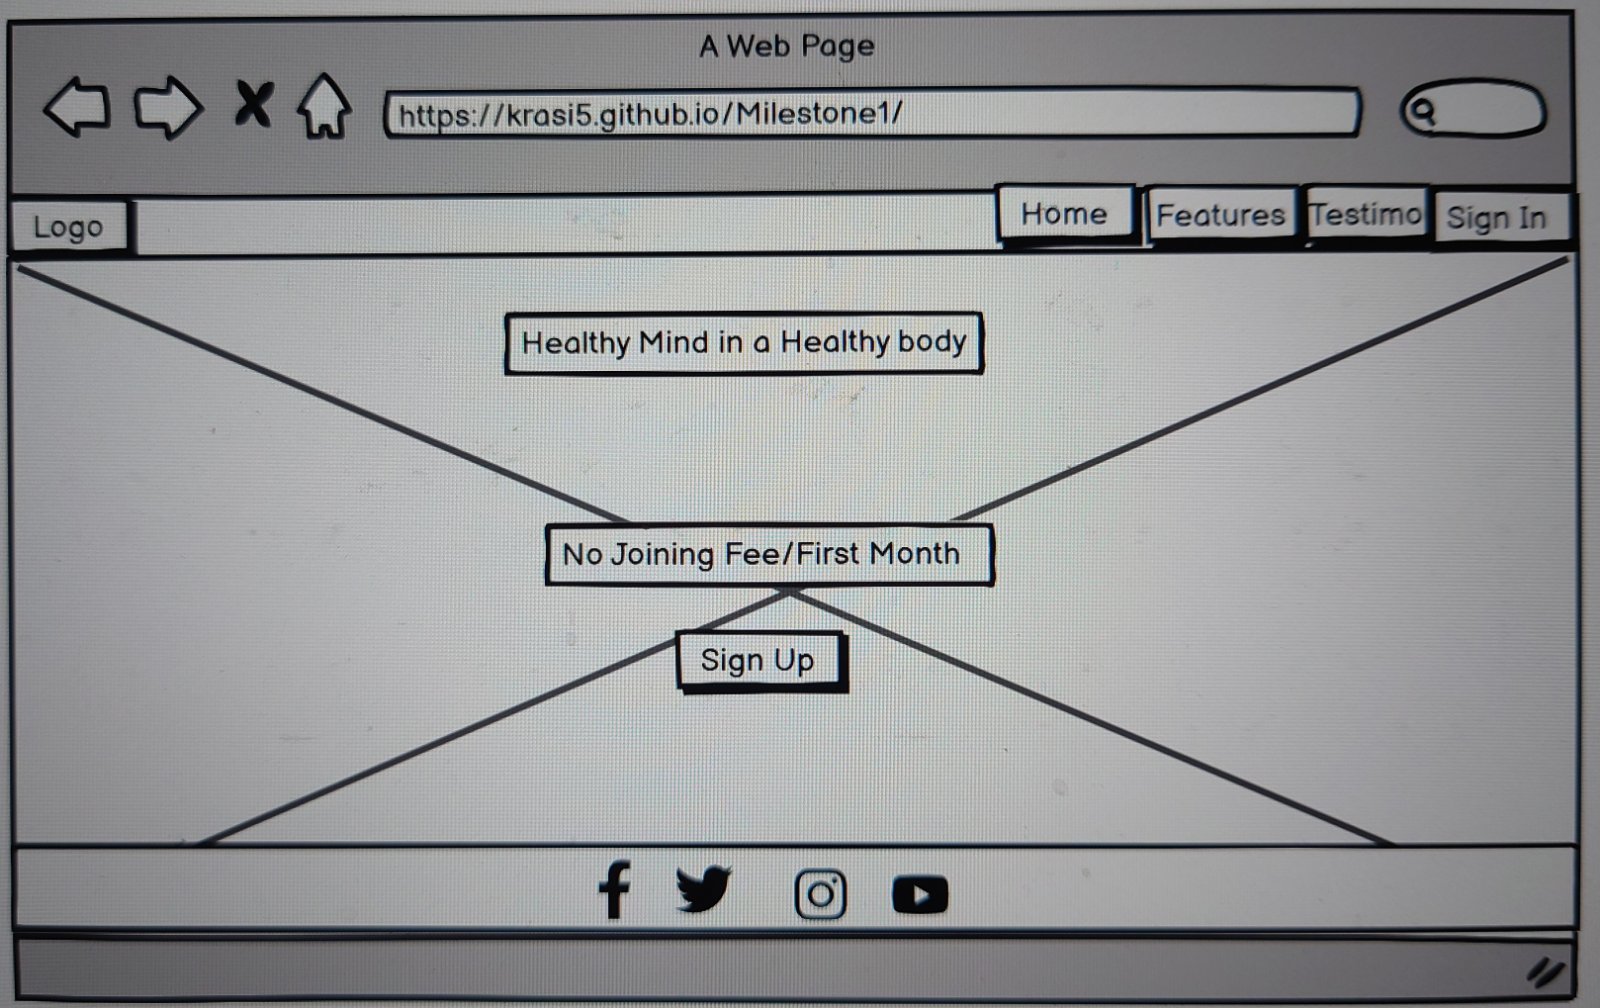 A Web Page
https://krasi5.github.io/Milestone1/
Logo
Home
Features
Testimo
Sign In
Healthy Mind in a Healthy body
No Joining Fee/First Month
Sign Up